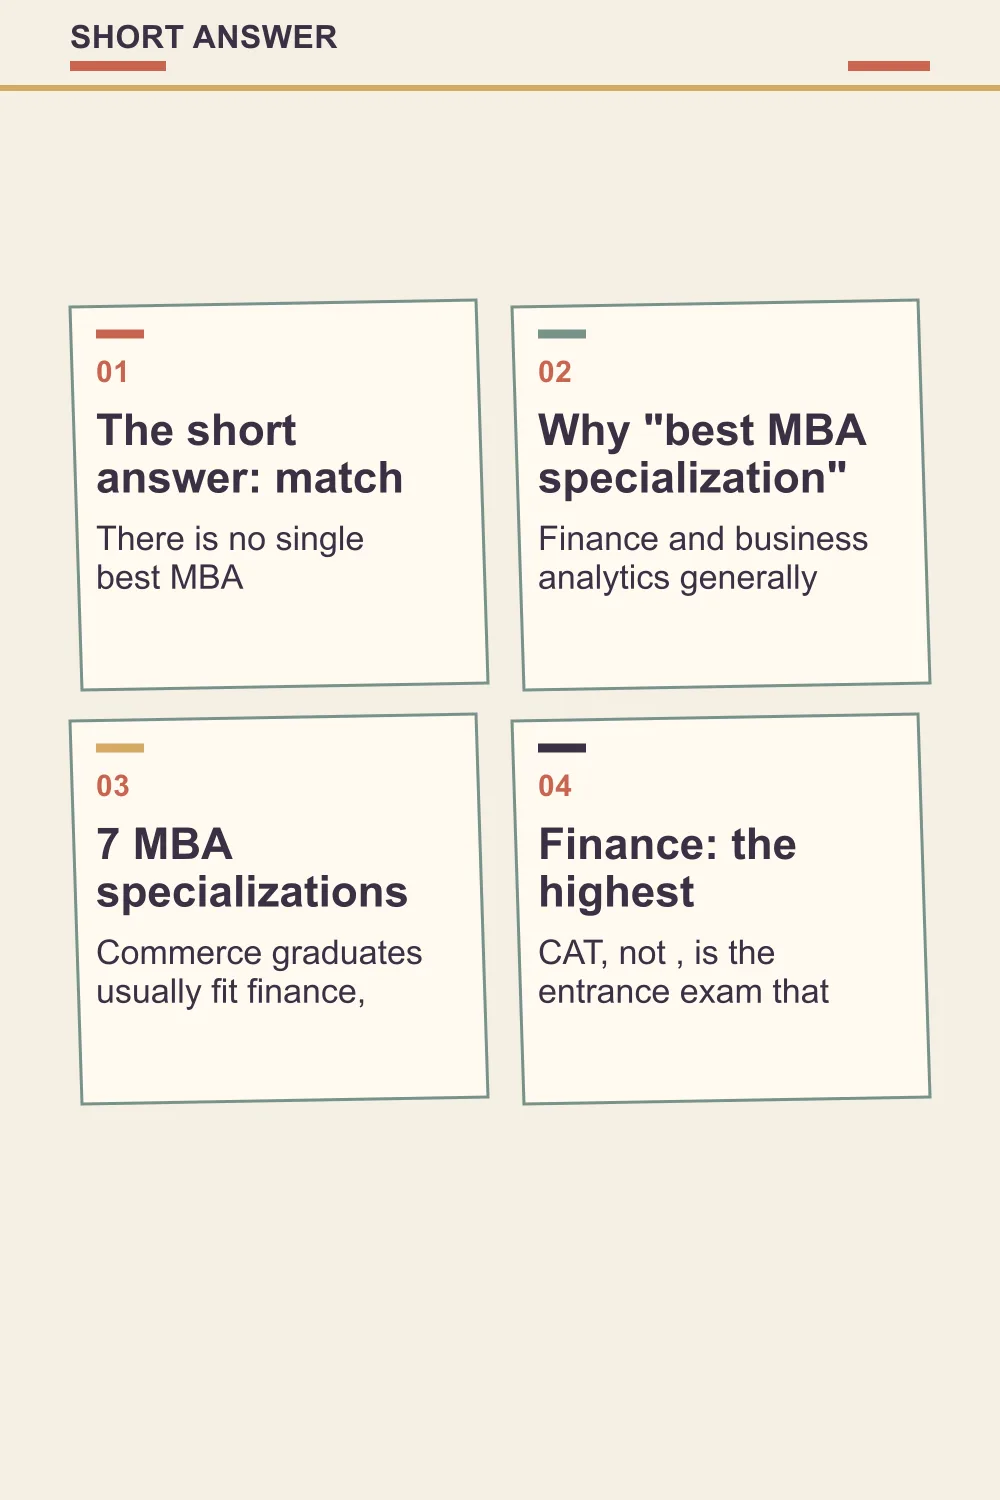 SHORT ANSWER
01
The short
answer: match
There is no single
best MBA
02
Why "best MBA
specialization"
Finance and business
analytics generally
03
7 MBA
specializations
Commerce graduates
usually fit finance,
04
Finance: the
highest
CAT, not , is the
entrance exam that